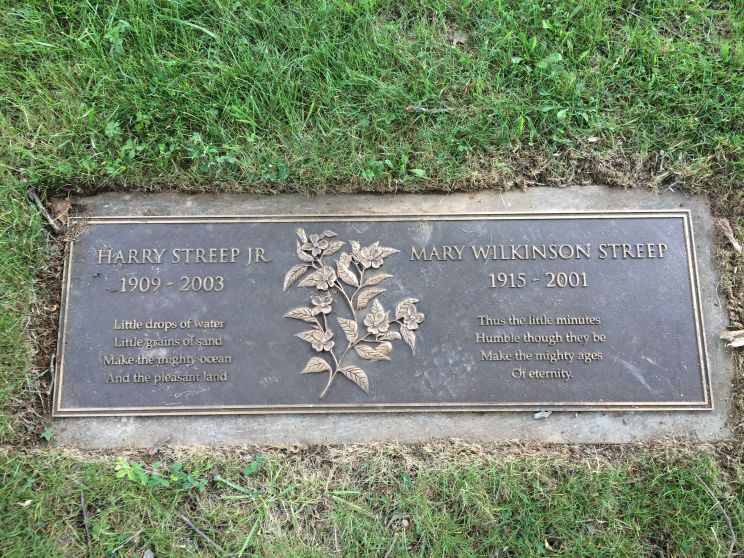 HARRY STREEP JR
1909 - 2003
Little drops of water
Little grains of sand
Make the mighty ocean
And the pleasant land
MARY WILKINSON STREEP
1915 - 2001
Thus the little minutes
Humble though they be
Make the mighty ages
Of eternity.